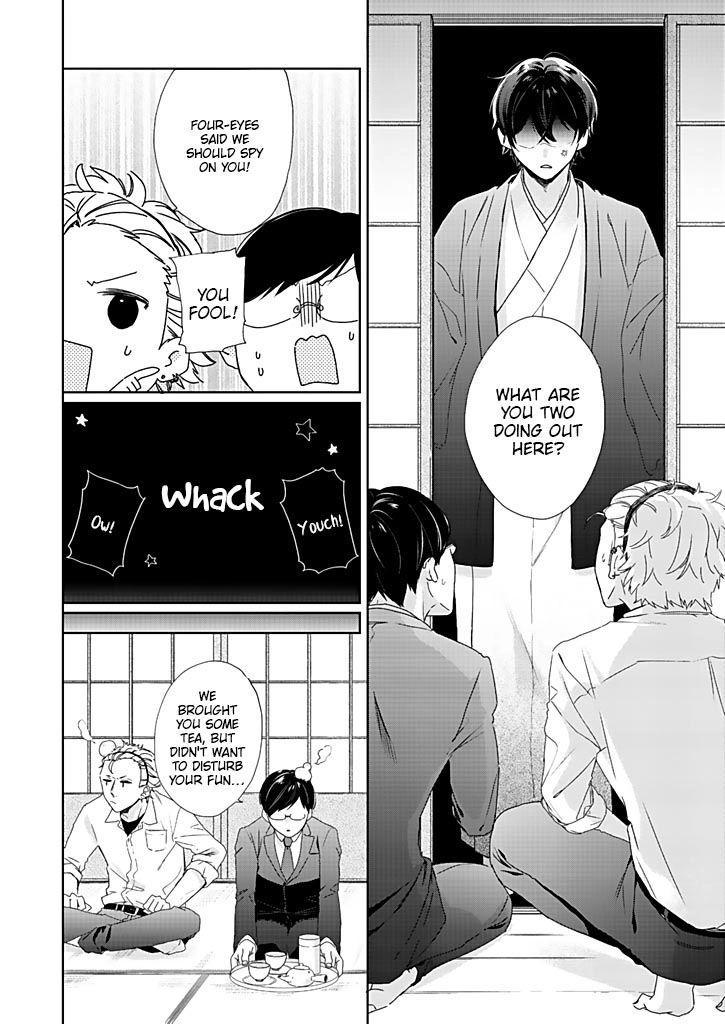 WHAT ARE
YOU TWO
DOING OUT
HERE?
FOUR-EYES
SAID WE
SHOULD SPY
ON YOU!
YOU
FOOL!
Youch!
Whack
Ow!
WE
BROUGHT
YOU SOME
TEA, BUT
DIDN'T WANT
TO DISTURB
YOUR FUN...